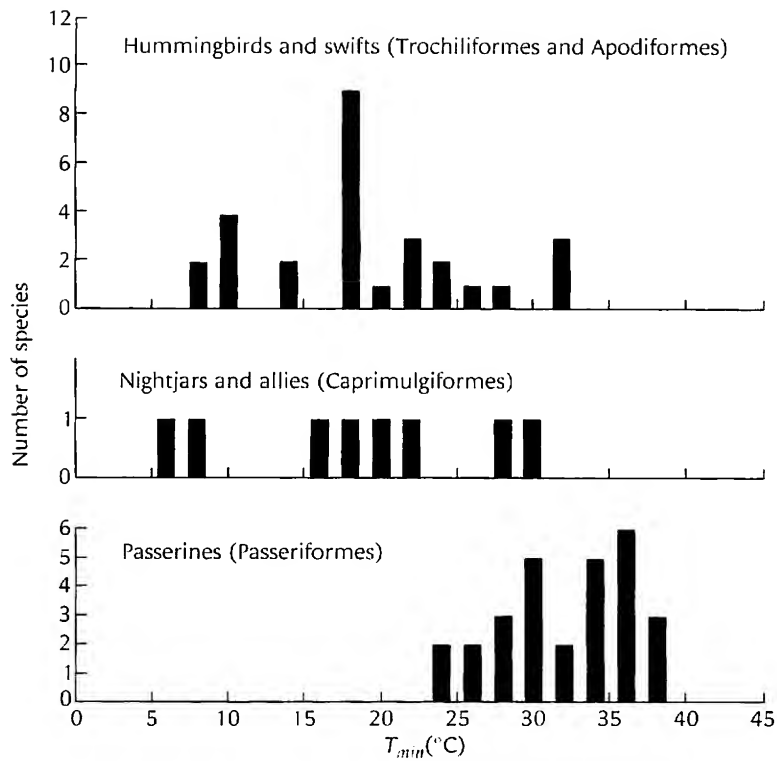 12
Hummingbirds and swifts (Trochiliformes and Apodiformes)
10
8
6
4
2
0
Number of species
Nightjars and allies (Caprimulgiformes)
1
0
6
Passerines (Passeriformes)
5
4
3
2
1
0
0 5 10 15 20 25 30 35 40 45
Tmin(°C)